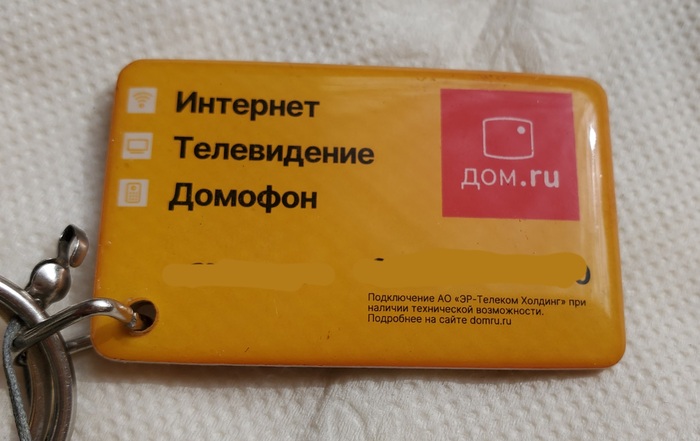 Интернет
Телевидение
Домофон
ДОМ.ru
Подключение АО «ЭР-Телеком Холдинг» при
наличии технической возможности.
Подробнее на сайте domru.ru